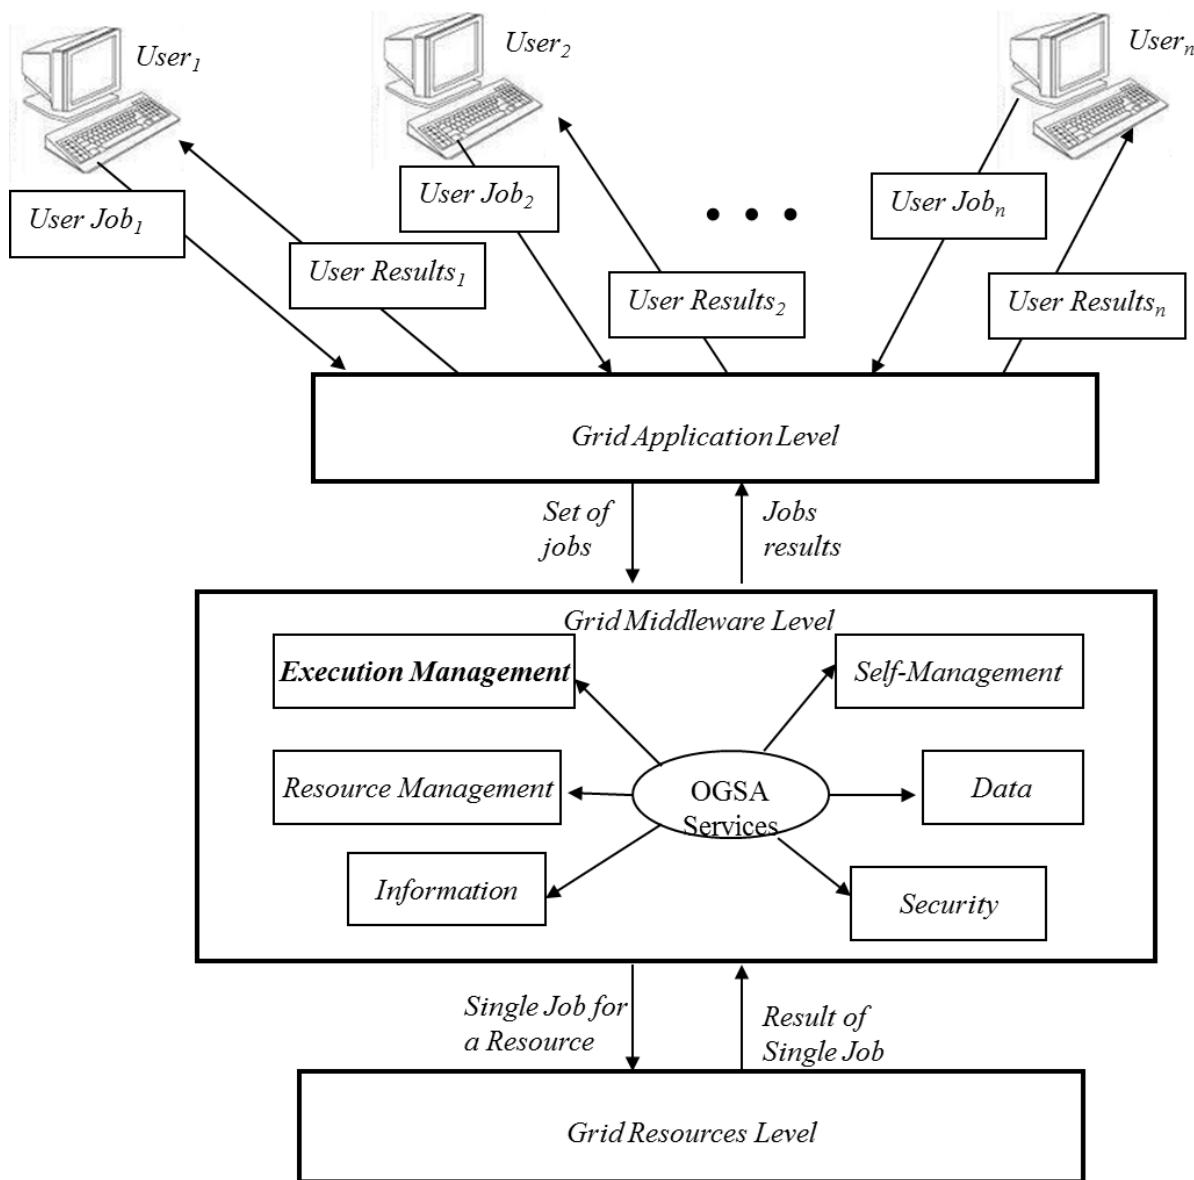 User₁
User₂
Userₙ
User Job₁
User Job₂
User Jobₙ
User Results₁
User Results₂
User Resultsₙ
Grid Application Level
Set of
jobs
Jobs
results
Grid Middleware Level
Execution Management
Self-Management
Resource Management
OGSA
Services
Data
Information
Security
Single Job for
a Resource
Result of
Single Job
Grid Resources Level